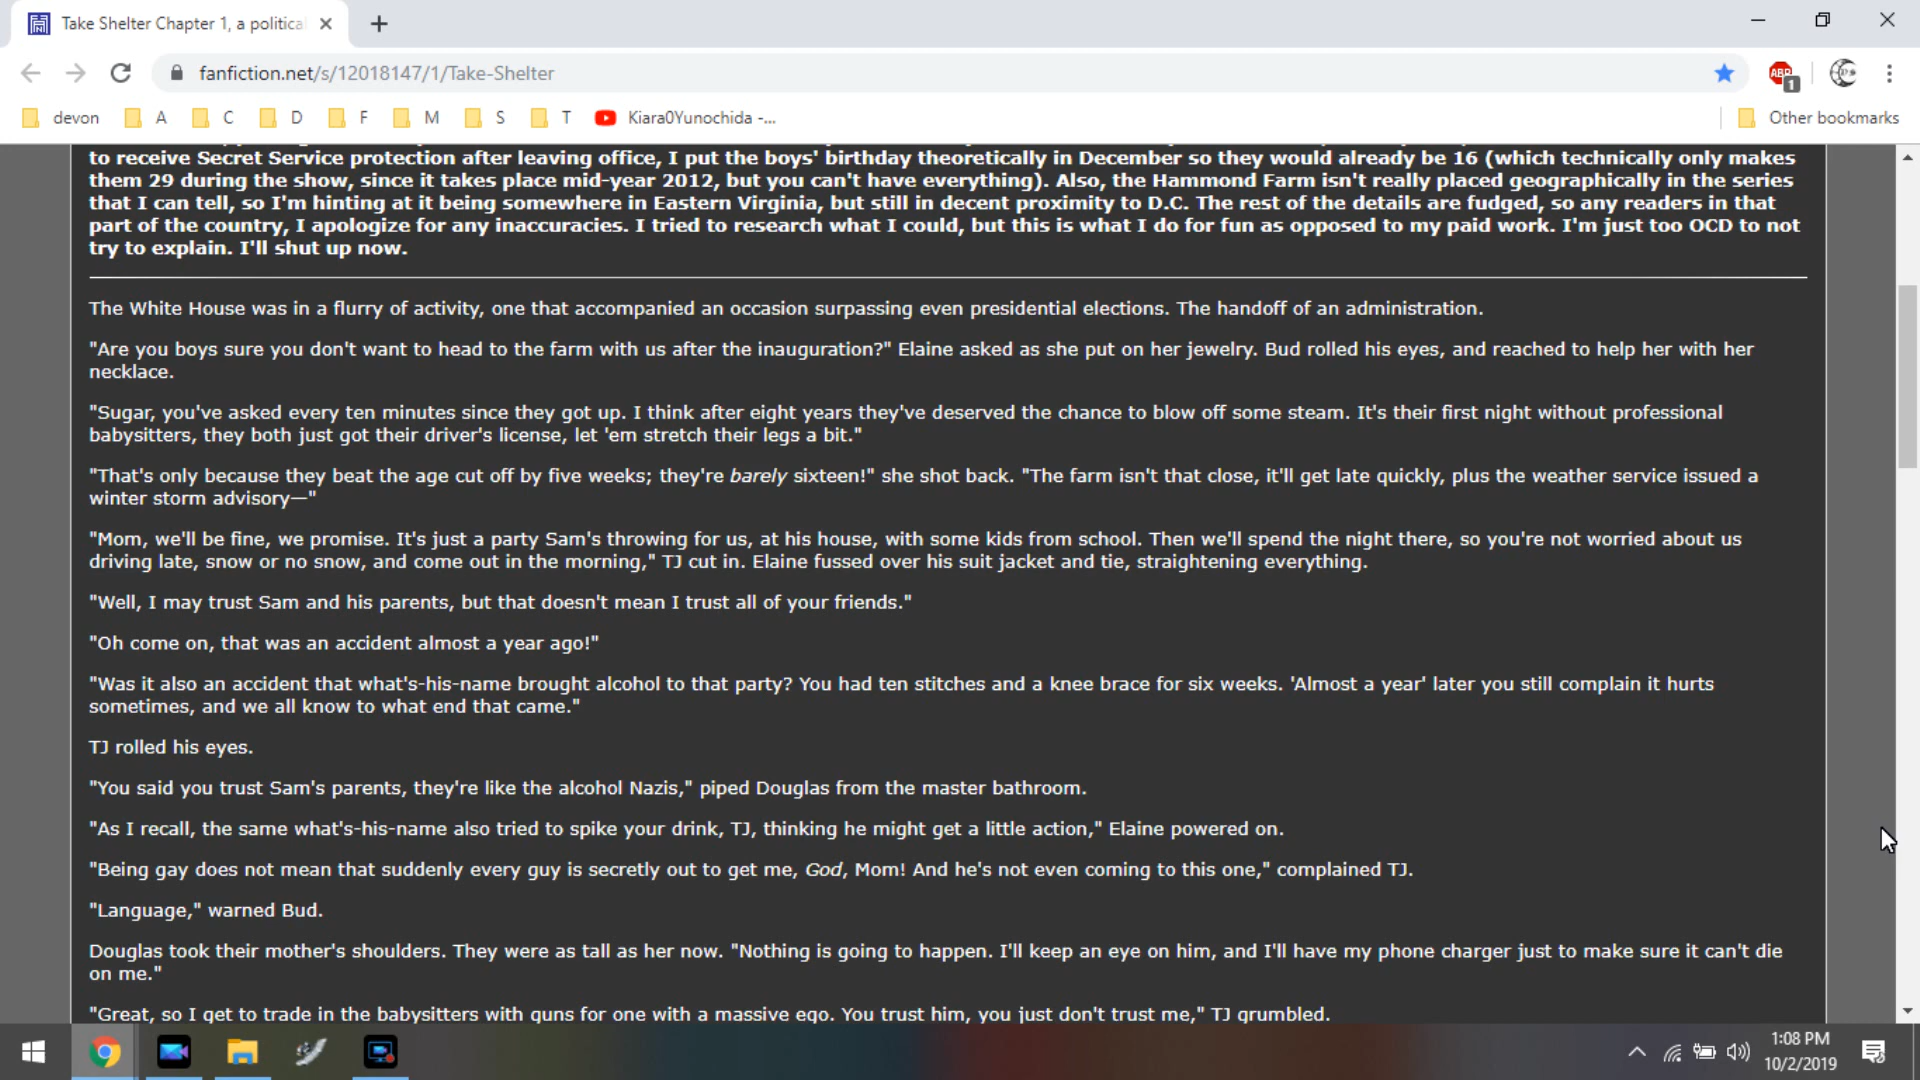 Take Shelter Chapter 1, a politica
fanfiction.net/s/12018147/1/Take-Shelter
ABP
1
devon
A
C
D
F
M
S
T
Kiara0Yunochida -...
Other bookmarks
to receive Secret Service protection after leaving office, I put the boys' birthday theoretically in December so they would already be 16 (which technically only makes
them 29 during the show, since it takes place mid-year 2012, but you can't have everything). Also, the Hammond Farm isn't really placed geographically in the series
that I can tell, so I'm hinting at it being somewhere in Eastern Virginia, but still in decent proximity to D.C. The rest of the details are fudged, so any readers in that
part of the country, I apologize for any inaccuracies. I tried to research what I could, but this is what I do for fun as opposed to my paid work. I'm just too OCD to not
try to explain. I'll shut up now.
The White House was in a flurry of activity, one that accompanied an occasion surpassing even presidential elections. The handoff of an administration.
"Are you boys sure you don't want to head to the farm with us after the inauguration?" Elaine asked as she put on her jewelry. Bud rolled his eyes, and reached to help her with her
necklace.
"Sugar, you've asked every ten minutes since they got up. I think after eight years they've deserved the chance to blow off some steam. It's their first night without professional
babysitters, they both just got their driver's license, let 'em stretch their legs a bit."
"That's only because they beat the age cut off by five weeks; they're barely sixteen!" she shot back. "The farm isn't that close, it'll get late quickly, plus the weather service issued a
winter storm advisory—"
"Mom, we'll be fine, we promise. It's just a party Sam's throwing for us, at his house, with some kids from school. Then we'll spend the night there, so you're not worried about us
driving late, snow or no snow, and come out in the morning," TJ cut in. Elaine fussed over his suit jacket and tie, straightening everything.
"Well, I may trust Sam and his parents, but that doesn't mean I trust all of your friends."
"Oh come on, that was an accident almost a year ago!"
"Was it also an accident that what's-his-name brought alcohol to that party? You had ten stitches and a knee brace for six weeks. 'Almost a year' later you still complain it hurts
sometimes, and we all know to what end that came."
TJ rolled his eyes.
"You said you trust Sam's parents, they're like the alcohol Nazis," piped Douglas from the master bathroom.
"As I recall, the same what's-his-name also tried to spike your drink, TJ, thinking he might get a little action," Elaine powered on.
"Being gay does not mean that suddenly every guy is secretly out to get me, God, Mom! And he's not even coming to this one," complained TJ.
"Language," warned Bud.
Douglas took their mother's shoulders. They were as tall as her now. "Nothing is going to happen. I'll keep an eye on him, and I'll have my phone charger just to make sure it can't die
on me."
"Great, so I get to trade in the babysitters with guns for one with a massive ego. You trust him, you just don't trust me," TJ grumbled.
1:08 PM
10/2/2019